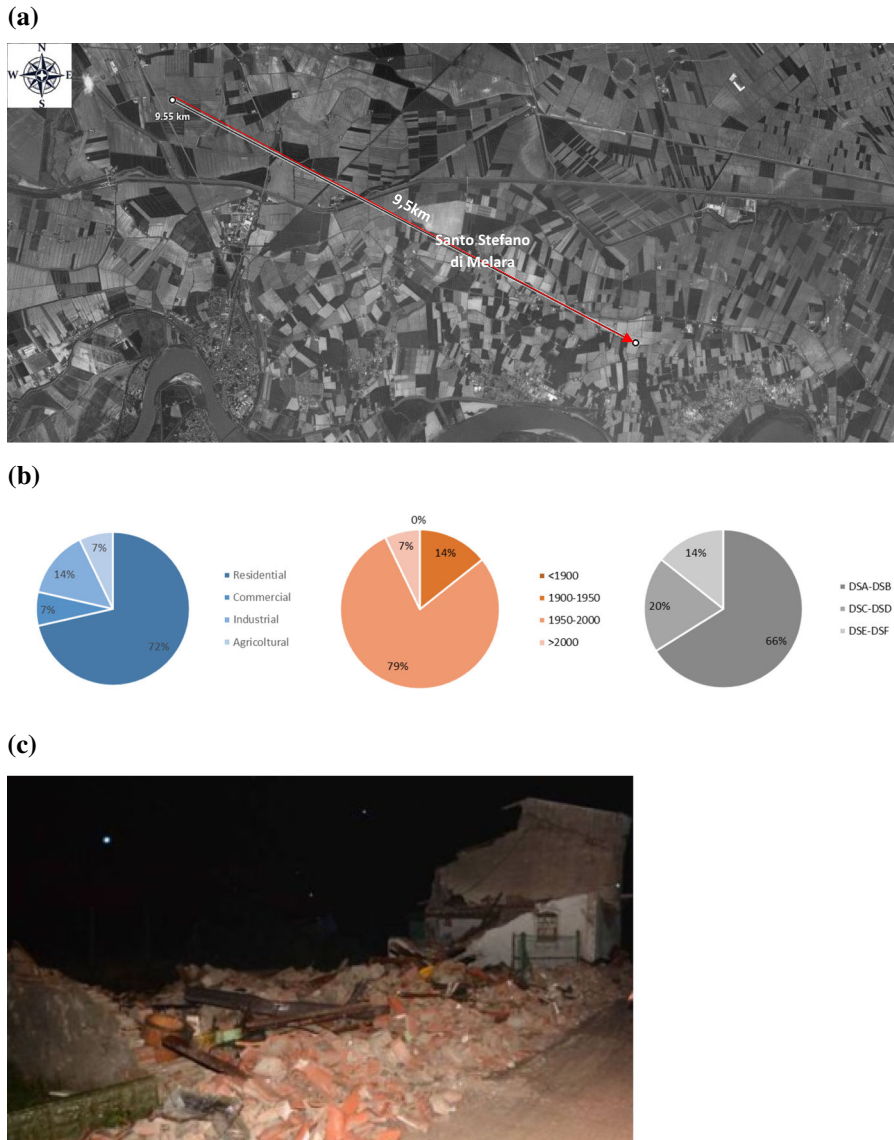 (a)
N
W E
S
9.55 km
9,5km
Santo Stefano
di Melara
(b)
7%
14%
7%
72%
Residential
Commercial
Industrial
Agricoltural
0%
7%
14%
79%
<1900
1900-1950
1950-2000
>2000
14%
20%
66%
DSA-DSB
DSC-DSD
DSE-DSF
(c)